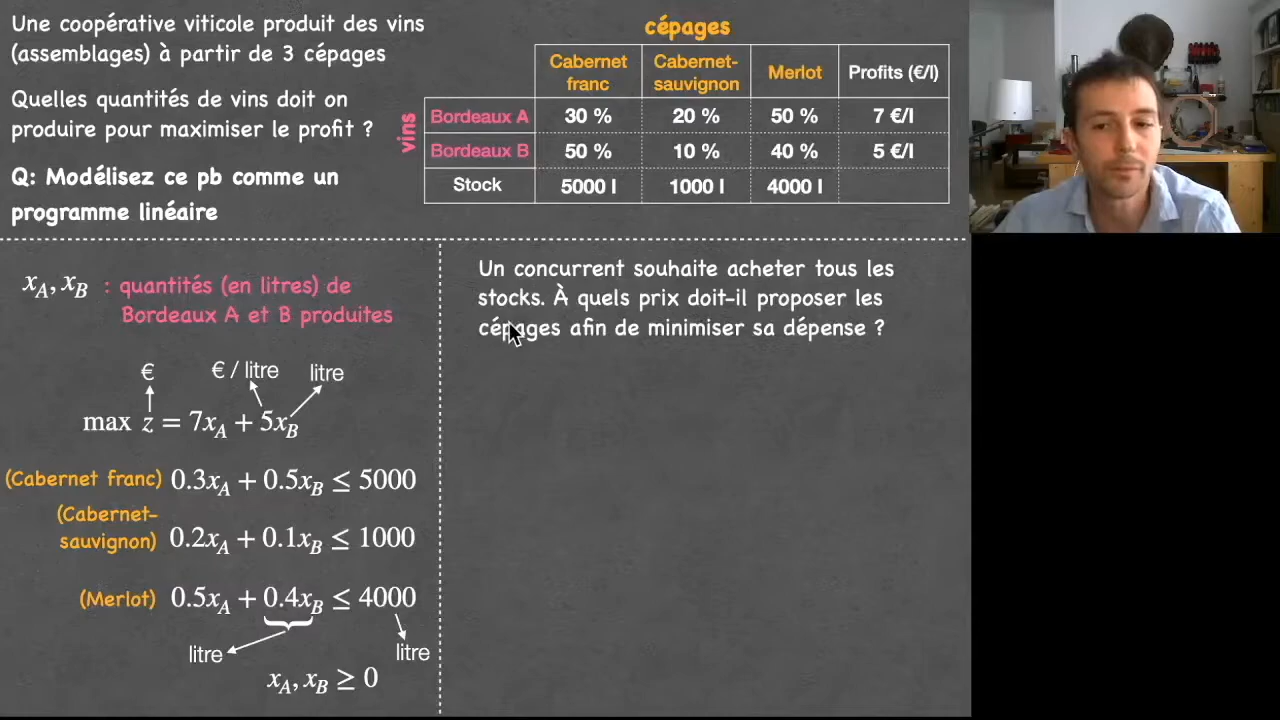 Une coopérative viticole produit des vins
(assemblages) à partir de 3 cépages
Quelles quantités de vins doit on
produire pour maximiser le profit ?
Q: Modélisez ce pb comme un
programme linéaire
cépages
vins
Cabernet franc Cabernet-sauvignon Merlot Profits (€/l)
Bordeaux A 30 % 20 % 50 % 7 €/l
Bordeaux B 50 % 10 % 40 % 5 €/l
Stock 5000 l 1000 l 4000 l
x_A, x_B : quantités (en litres) de
Bordeaux A et B produites
€ € / litre litre
max z = 7x_A + 5x_B
(Cabernet franc) 0.3x_A + 0.5x_B ≤ 5000
(Cabernet-
sauvignon) 0.2x_A + 0.1x_B ≤ 1000
(Merlot) 0.5x_A + 0.4x_B ≤ 4000
litre litre
x_A, x_B ≥ 0
Un concurrent souhaite acheter tous les
stocks. À quels prix doit-il proposer les
cépages afin de minimiser sa dépense ?